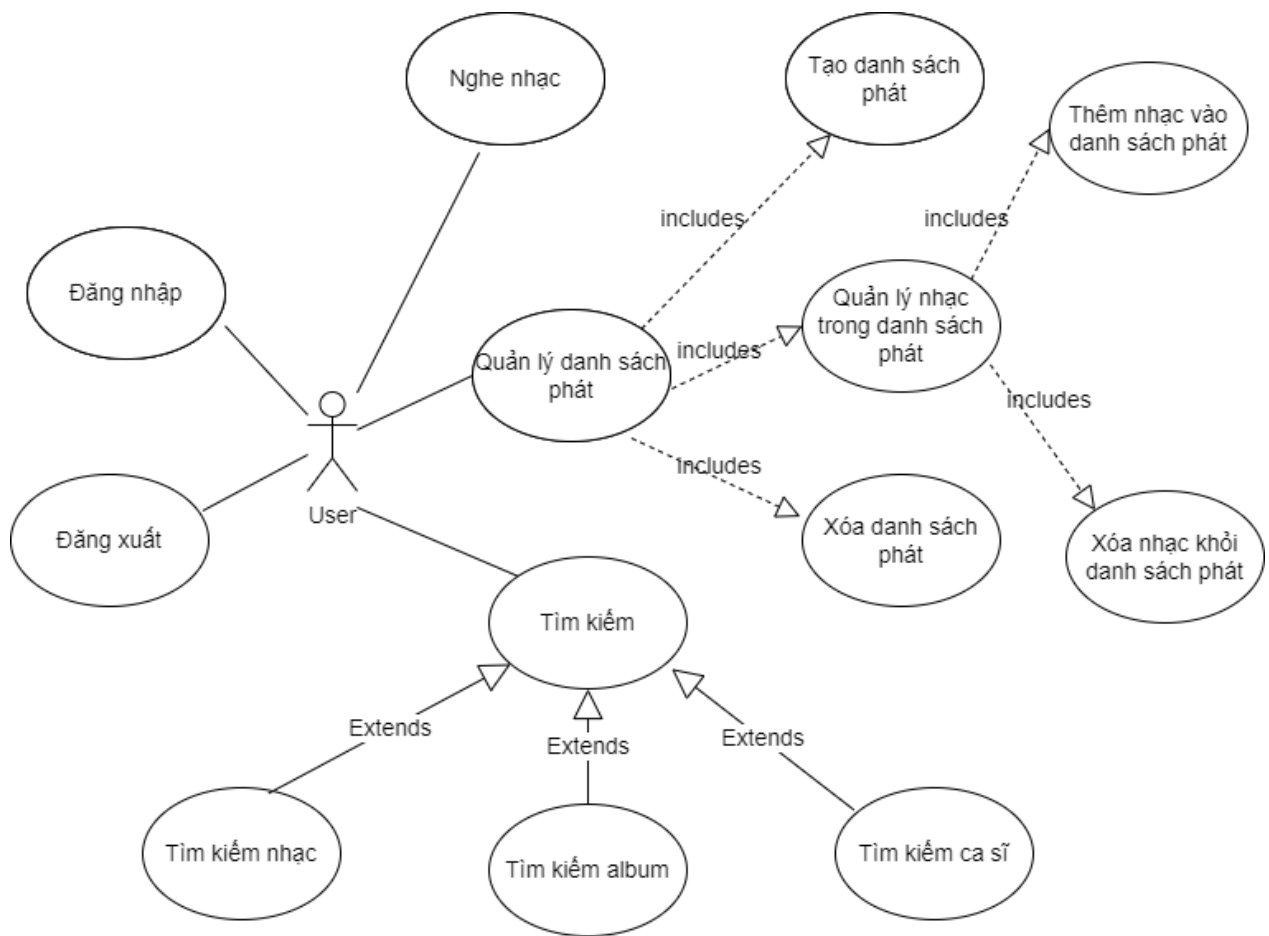 Nghe nhạc
Tạo danh sách
phát
Thêm nhạc vào
danh sách phát
includes
includes
Đăng nhập
Quản lý nhạc
trong danh sách
phát
Quản lý danh sách
phát
includes
includes
includes
Đăng xuất
User
Xóa danh sách
phát
Xóa nhạc khỏi
danh sách phát
Tìm kiếm
Extends
Extends
Extends
Tìm kiếm nhạc
Tìm kiếm album
Tìm kiếm ca sĩ